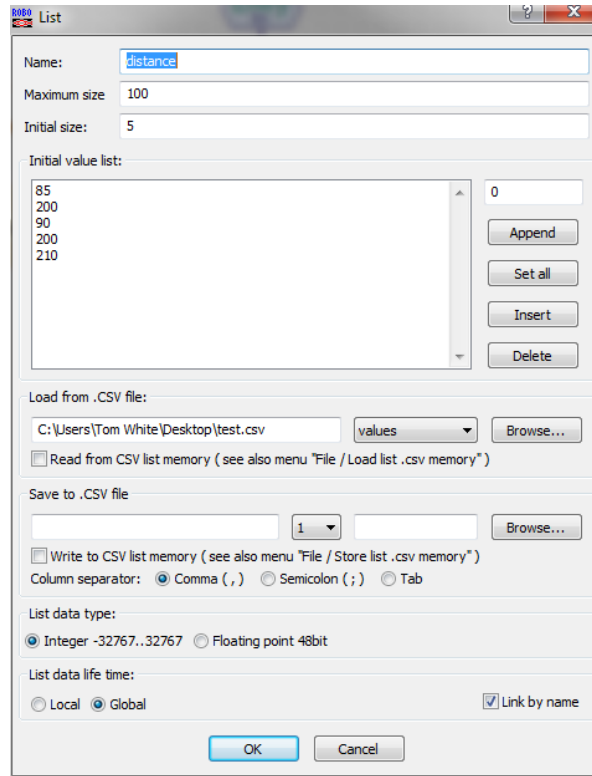 ROBO
List
Name: distance
Maximum size 100
Initial size: 5
Initial value list:
85
200
90
200
210
0
Append
Set all
Insert
Delete
Load from .CSV file:
C:\Users\Tom White\Desktop\test.csv values Browse...
Read from CSV list memory ( see also menu "File / Load list .csv memory" )
Save to .CSV file
1 Browse...
Write to CSV list memory ( see also menu "File / Store list .csv memory" )
Column separator: Comma ( , ) Semicolon ( ; ) Tab
List data type:
Integer -32767..32767 Floating point 48bit
List data life time:
Local Global Link by name
OK Cancel